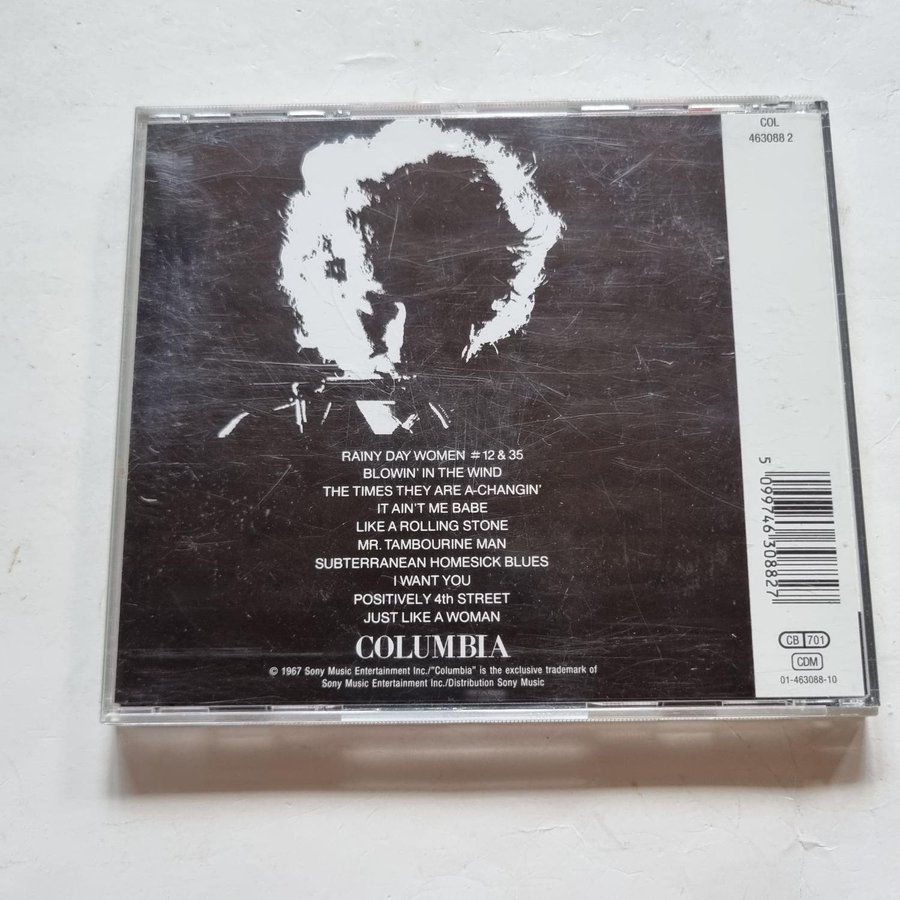 COL
463088 2
RAINY DAY WOMEN #12 & 35
BLOWIN' IN THE WIND
THE TIMES THEY ARE A-CHANGIN'
IT AIN'T ME BABE
LIKE A ROLLING STONE
MR. TAMBOURINE MAN
SUBTERRANEAN HOMESICK BLUES
I WANT YOU
POSITIVELY 4th STREET
JUST LIKE A WOMAN
COLUMBIA
© 1967 Sony Music Entertainment Inc./"Columbia" is the exclusive trademark of
Sony Music Entertainment Inc./Distribution Sony Music
5 099746 308827
CB 701
CDM
01-463088-10